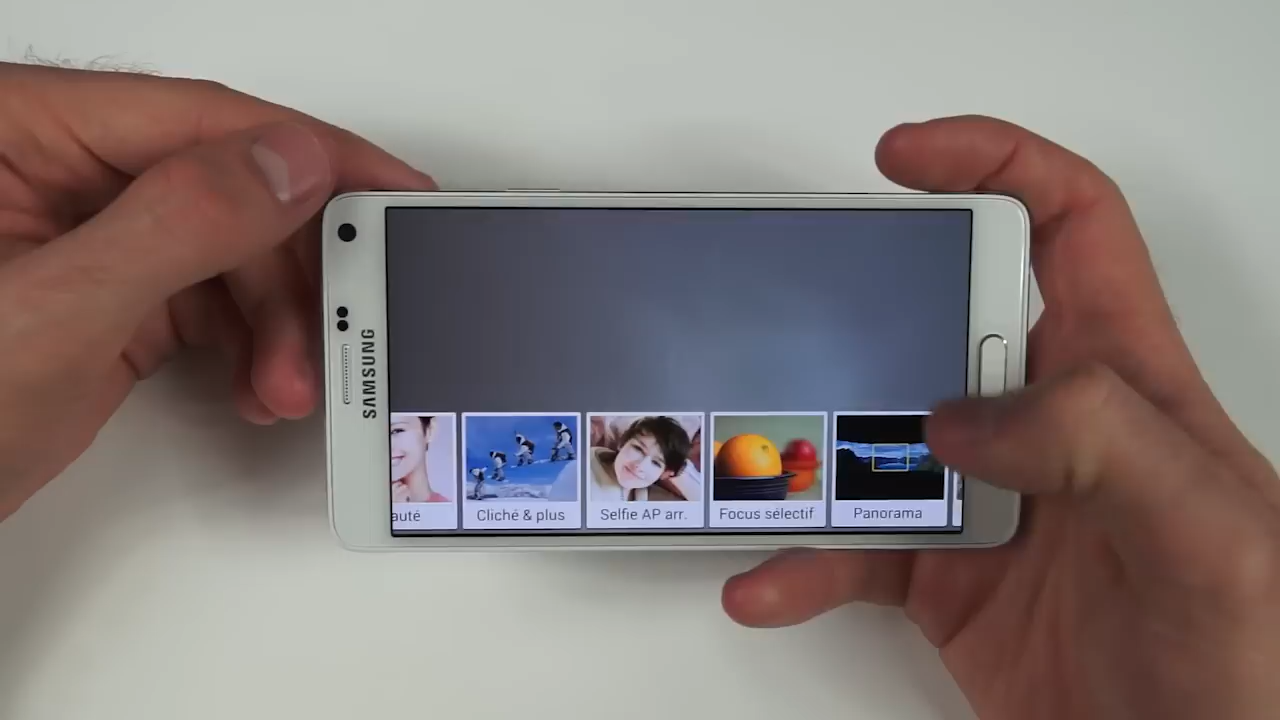 SAMSUNG
auté
Cliché & plus
Selfie AP arr.
Focus sélectif
Panorama